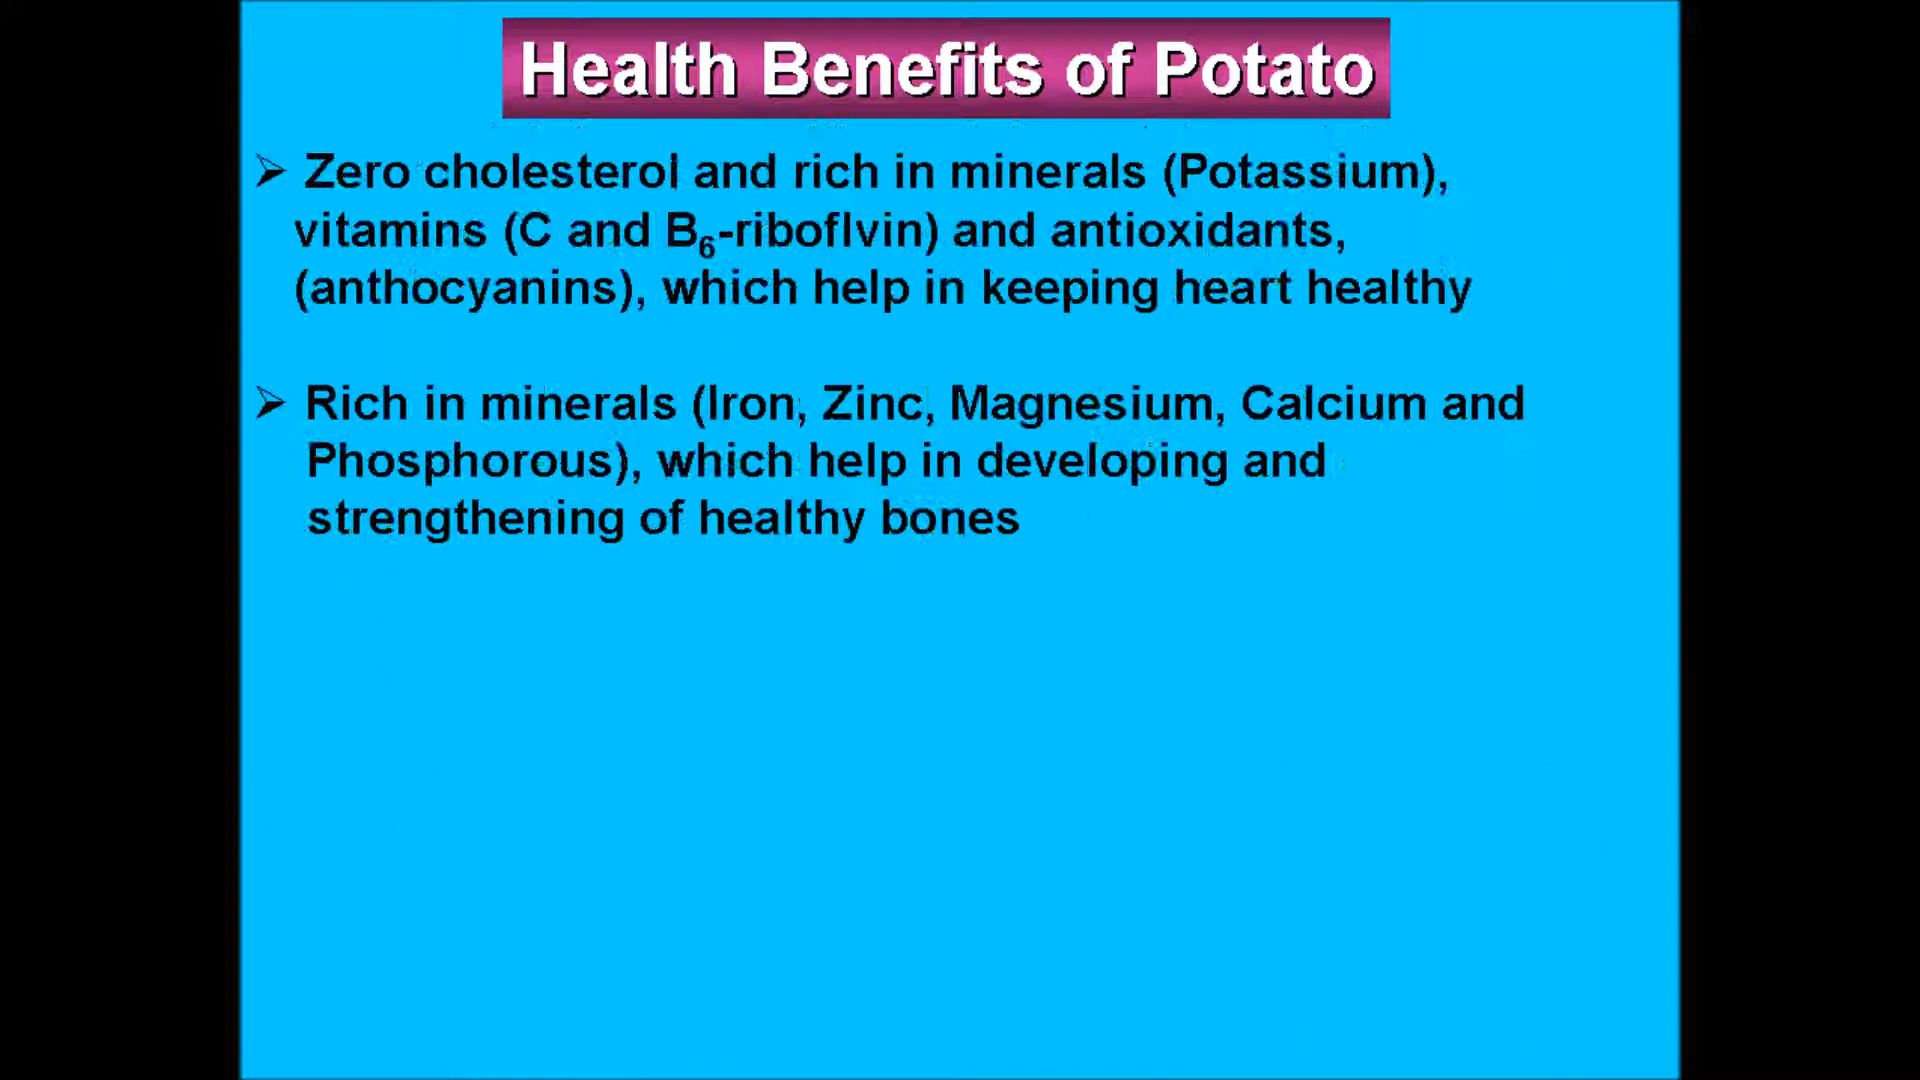 Health Benefits of Potato
➢ Zero cholesterol and rich in minerals (Potassium),
vitamins (C and B₆-riboflvin) and antioxidants,
(anthocyanins), which help in keeping heart healthy
➢ Rich in minerals (Iron, Zinc, Magnesium, Calcium and
Phosphorous), which help in developing and
strengthening of healthy bones